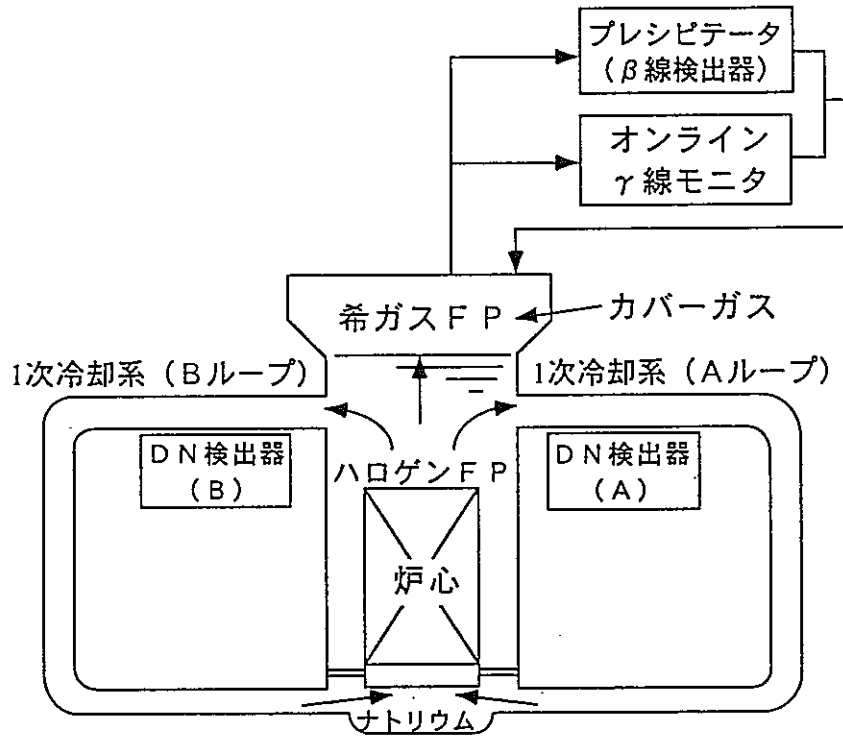 プレシピテータ
(β線検出器)
オンライン
γ線モニタ
希ガスFP
カバーガス
1次冷却系(Bループ)
1次冷却系(Aループ)
DN検出器
(B)
ハロゲンFP
DN検出器
(A)
炉心
ナトリウム